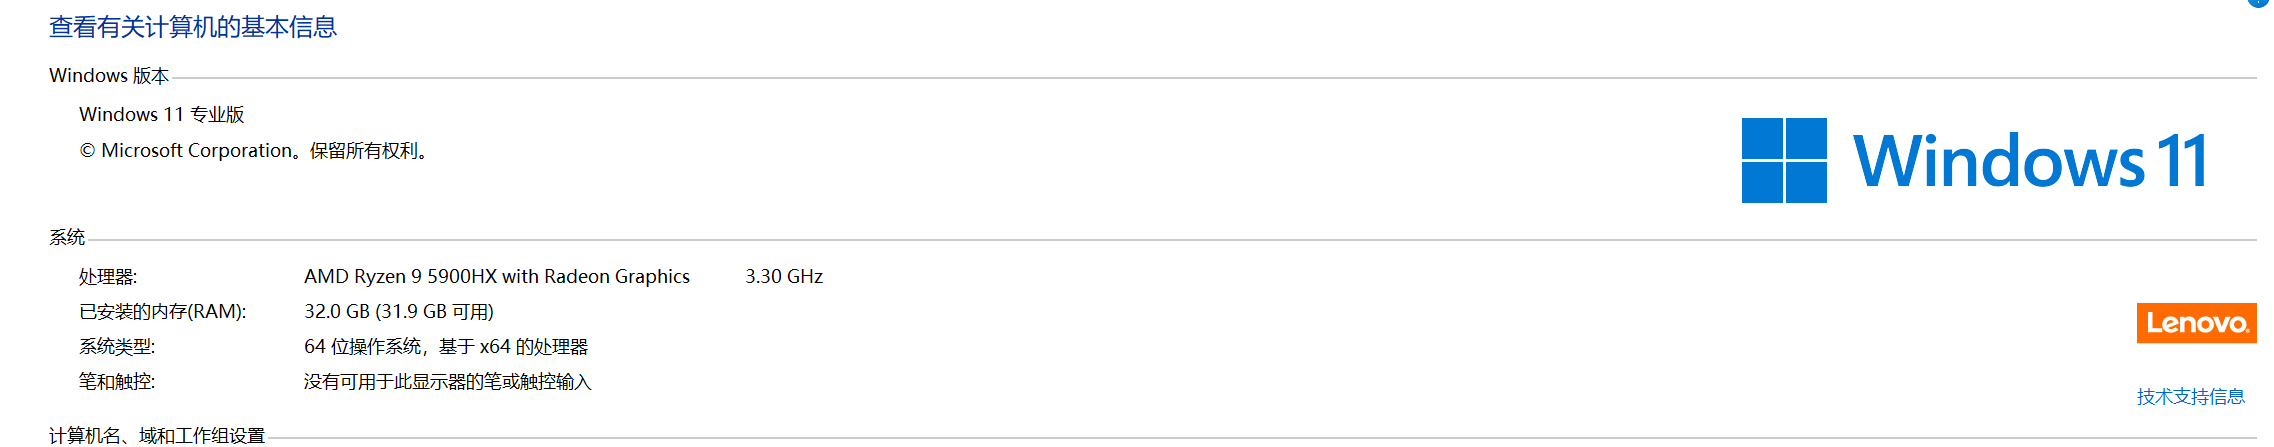 查看有关计算机的基本信息
Windows 版本
Windows 11 专业版
© Microsoft Corporation。保留所有权利。
Windows 11
系统
处理器: AMD Ryzen 9 5900HX with Radeon Graphics 3.30 GHz
已安装的内存(RAM): 32.0 GB (31.9 GB 可用)
Lenovo.
系统类型: 64 位操作系统，基于 x64 的处理器
笔和触控: 没有可用于此显示器的笔或触控输入
技术支持信息
计算机名、域和工作组设置